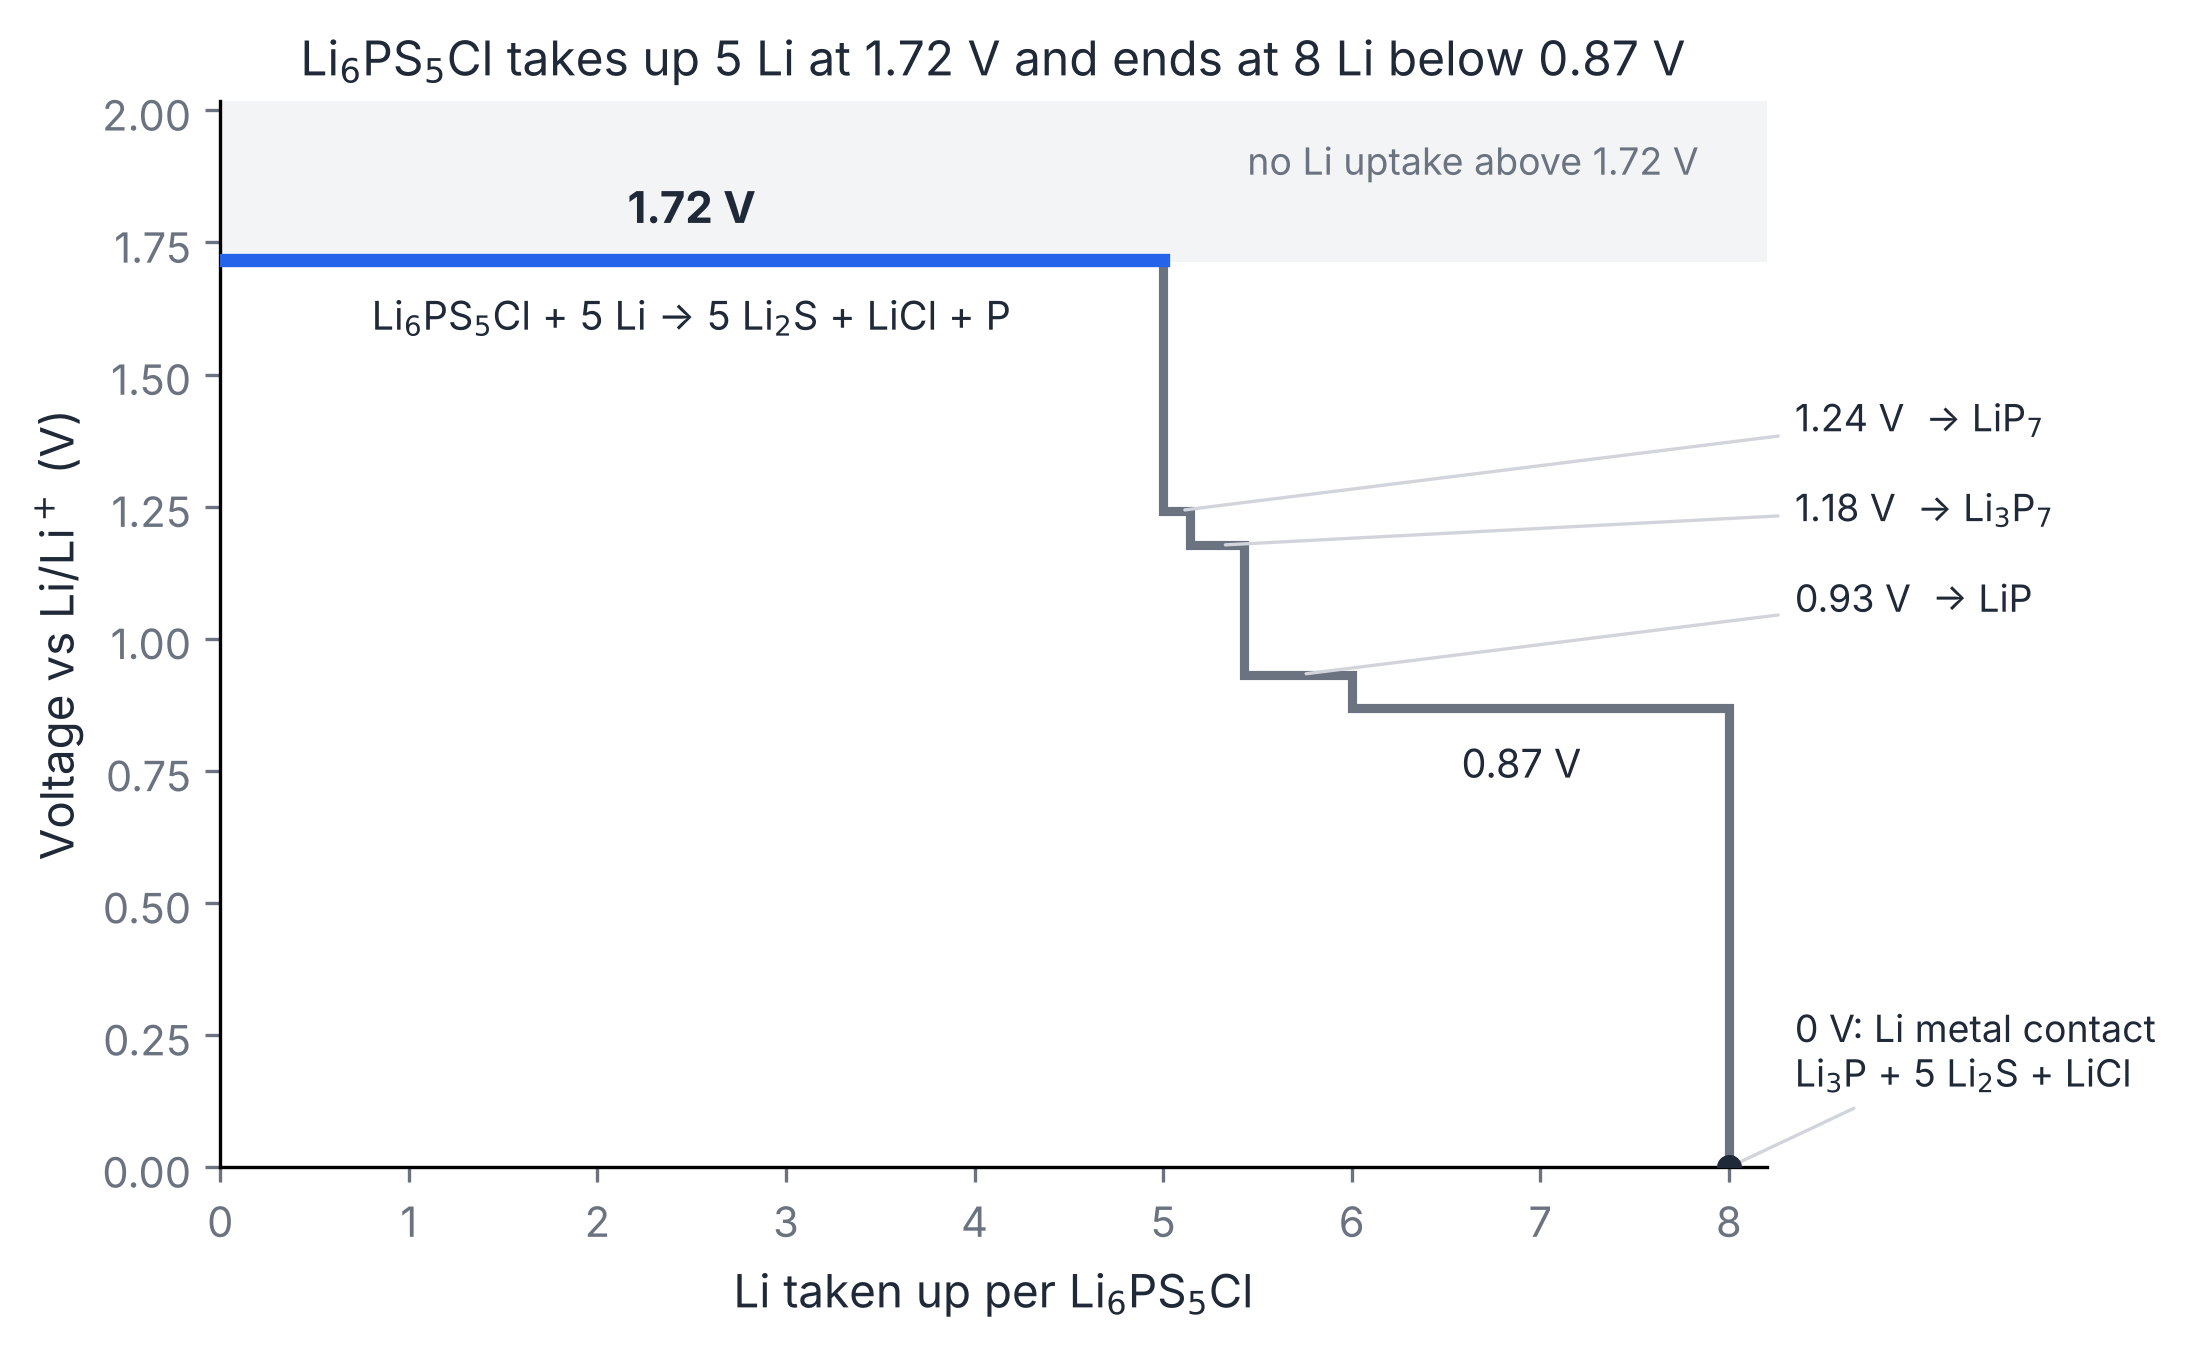 Li₆PS₅Cl takes up 5 Li at 1.72 V and ends at 8 Li below 0.87 V
2.00
1.75
1.50
1.25
1.00
0.75
0.50
0.25
0.00
Voltage vs Li/Li⁺ (V)
no Li uptake above 1.72 V
1.72 V
Li₆PS₅Cl + 5 Li → 5 Li₂S + LiCl + P
1.24 V → LiP₇
1.18 V → Li₃P₇
0.93 V → LiP
0.87 V
0 V: Li metal contact
Li₃P + 5 Li₂S + LiCl
0 1 2 3 4 5 6 7 8
Li taken up per Li₆PS₅Cl